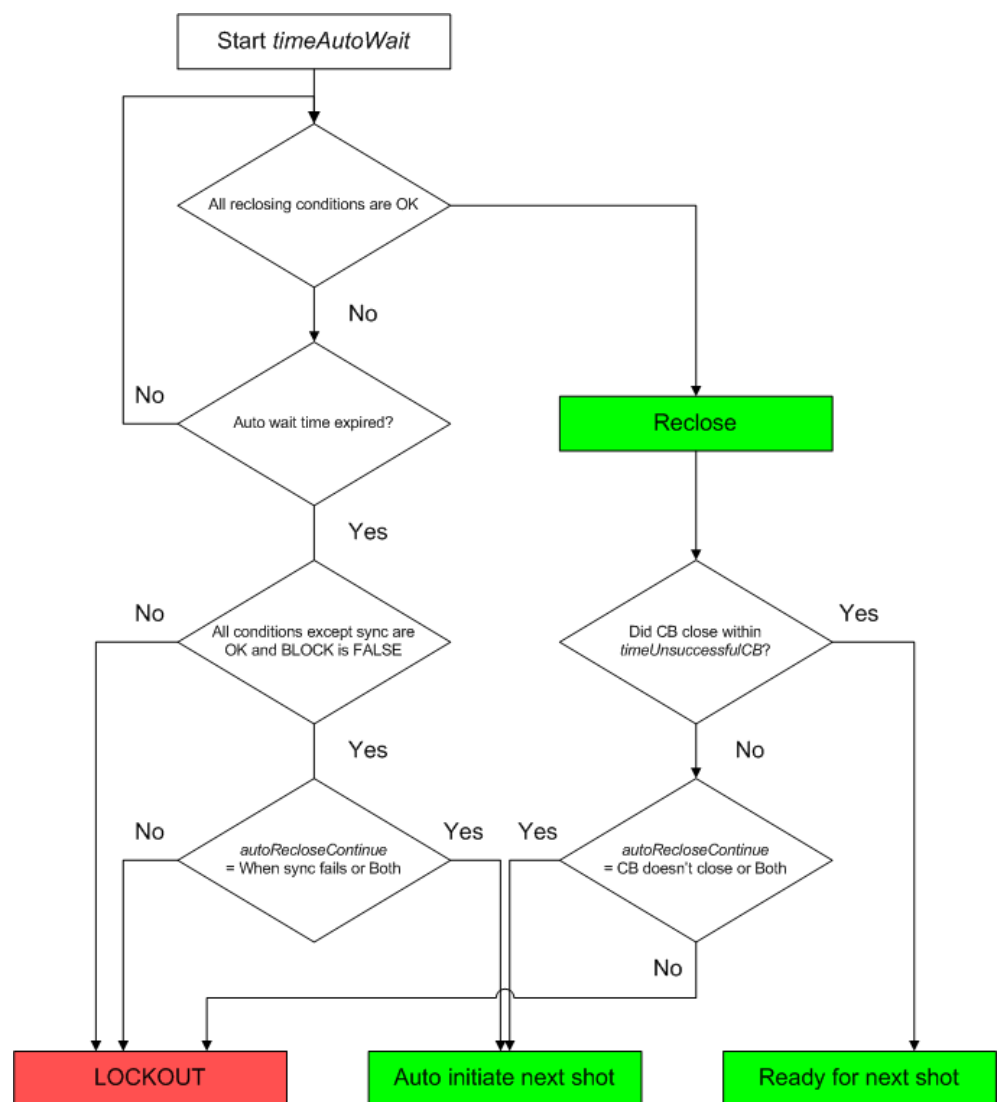 Start timeAutoWait
All reclosing conditions are OK
No
No
Auto wait time expired?
Reclose
Yes
No
All conditions except sync are
OK and BLOCK is FALSE
Did CB close within
timeUnsuccessfulCB?
Yes
Yes
No
No
autoRecloseContinue
= When sync fails or Both
Yes
Yes
autoRecloseContinue
= CB doesn't close or Both
No
LOCKOUT
Auto initiate next shot
Ready for next shot